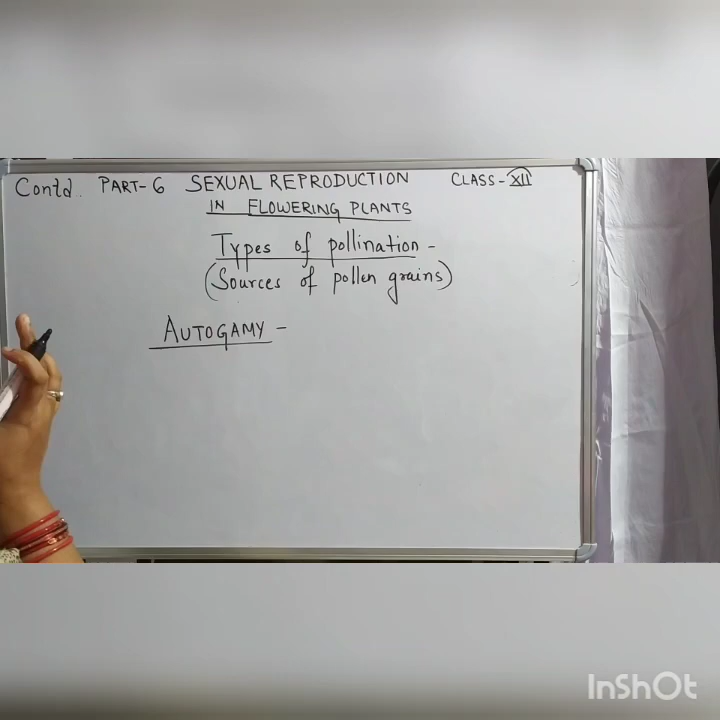 Contd. PART-6 SEXUAL REPRODUCTION CLASS-XII
IN FLOWERING PLANTS
Types of pollination -
(Sources of pollen grains)
AUTOGAMY -
InShOt